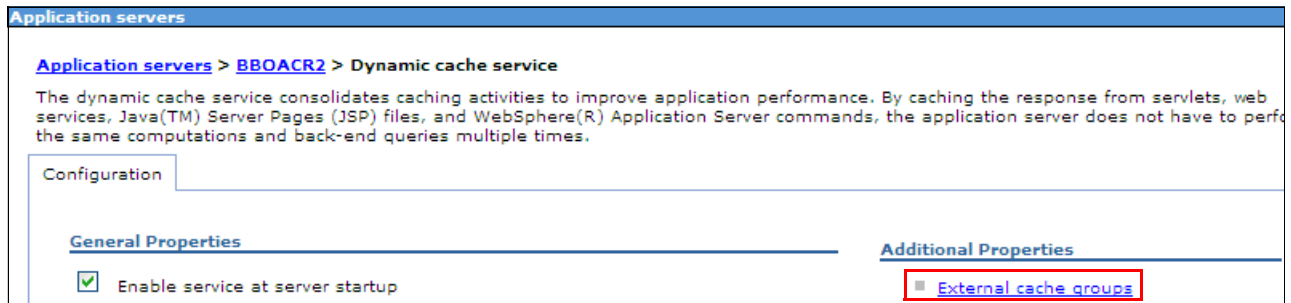 Application servers
Application servers > BBOACR2 > Dynamic cache service
The dynamic cache service consolidates caching activities to improve application performance. By caching the response from servlets, web
services, Java(TM) Server Pages (JSP) files, and WebSphere(R) Application Server commands, the application server does not have to perfo
the same computations and back-end queries multiple times.
Configuration
General Properties
Additional Properties
Enable service at server startup
External cache groups